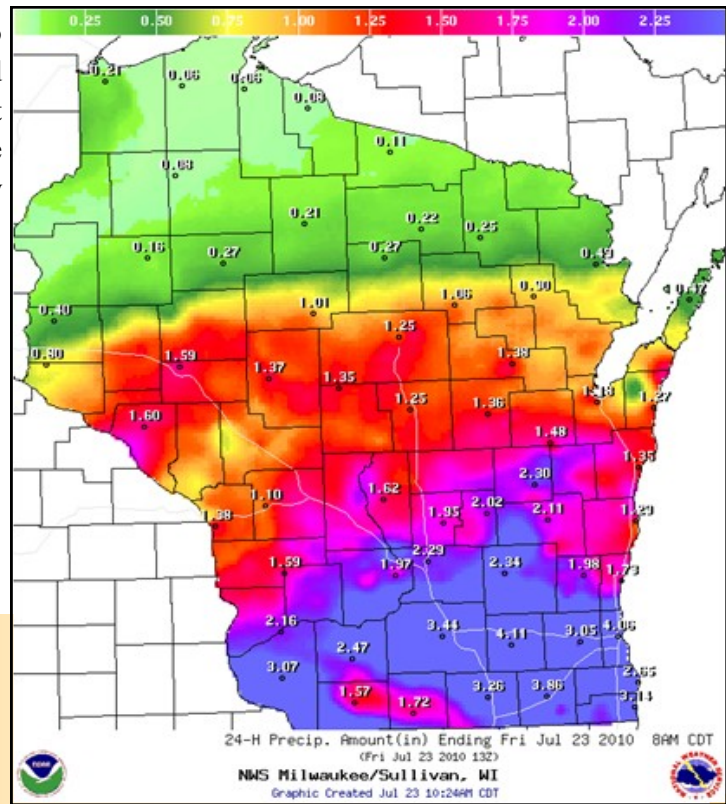 0.25 0.50 0.75 1.00 1.25 1.50 1.75 2.00 2.25
0.21 0.06 0.06 0.09
0.11
0.21 0.22 0.25
0.16 0.27 0.27 0.43
0.40 1.01 1.06 0.90 0.47
0.80 1.59 1.37 1.35 1.25 1.38
1.60 1.25 1.36 1.18 1.27
1.48 1.35
1.38 1.10 1.62 1.95 2.02 2.30 2.11 1.29
1.59 1.97 2.29 2.34 1.98 1.73
2.16 3.44 4.11 3.05 4.06
3.07 2.47 2.65
1.57 1.72 3.26 3.86 3.14
24-H Precip. Amount(in) Ending Fri Jul 23 2010 8AM CDT
(Fri Jul 23 2010 13Z)
NWS Milwaukee/Sullivan, WI
Graphic Created Jul 23 10:24AM CDT